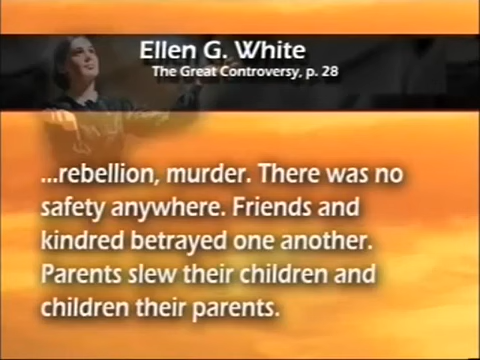 Ellen G. White
The Great Controversy, p. 28
...rebellion, murder. There was no
safety anywhere. Friends and
kindred betrayed one another.
Parents slew their children and
children their parents.